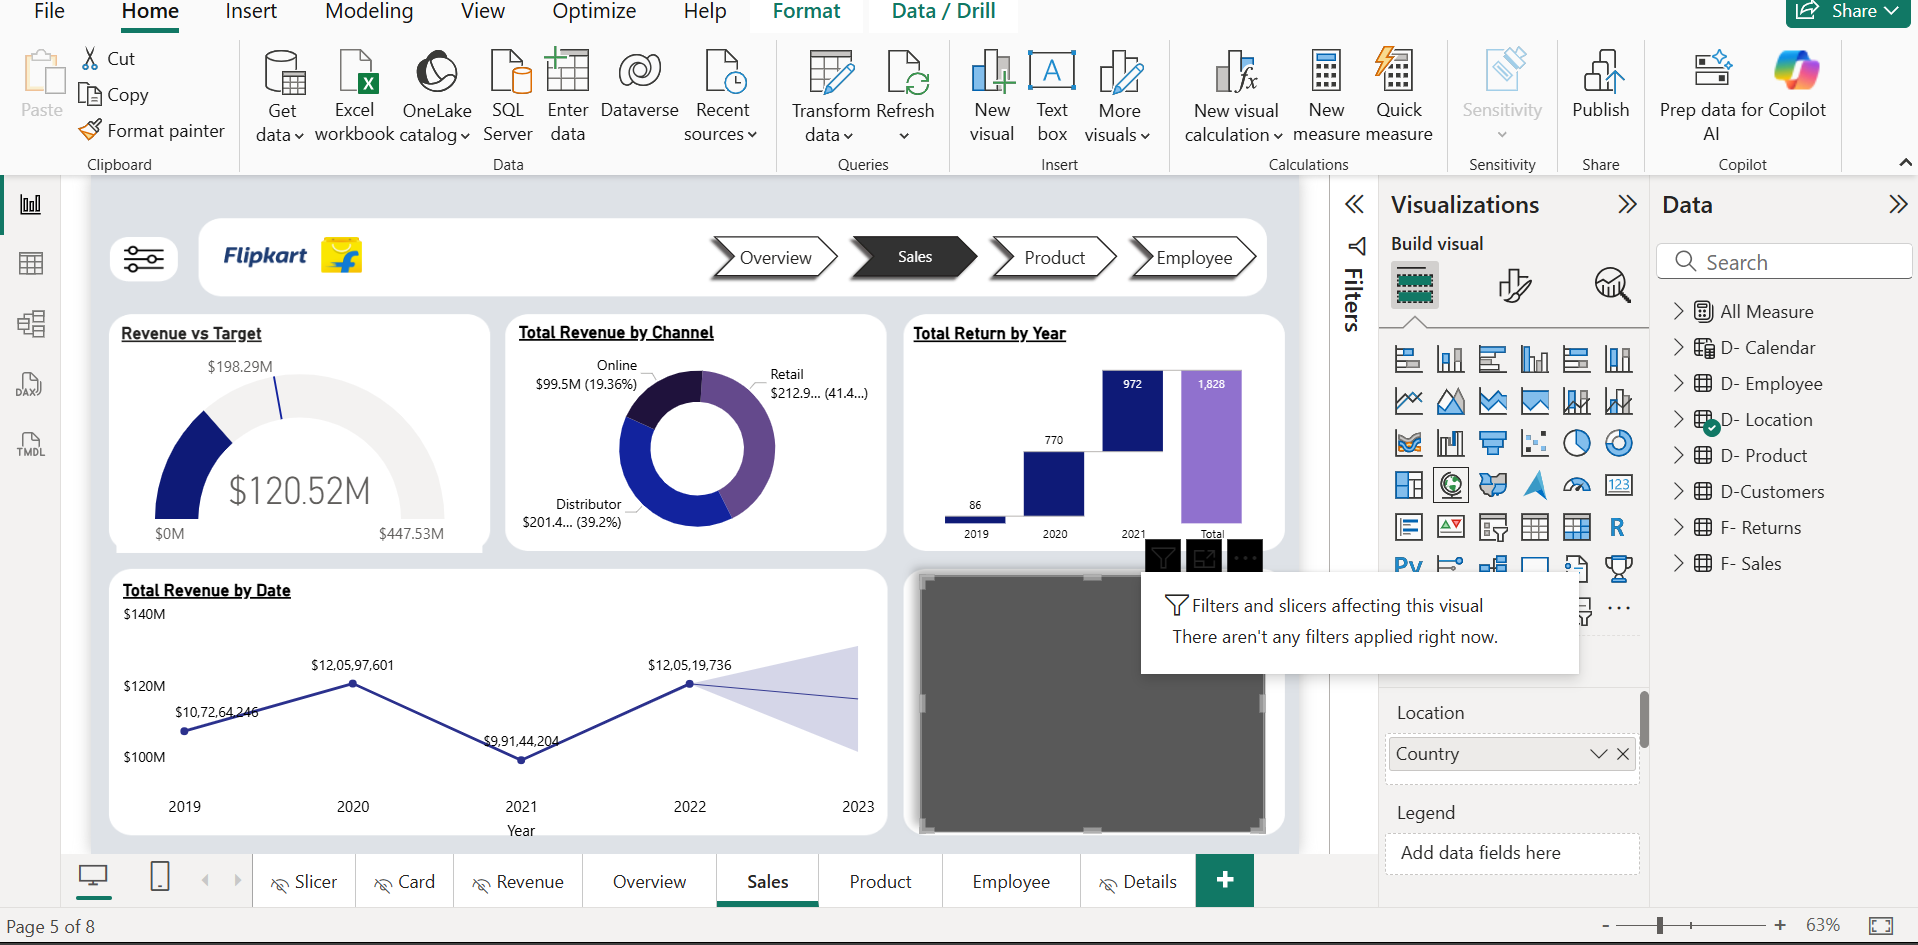 File Home Insert Modeling View Optimize Help Format Data / Drill Share
Paste
Cut
Copy
Format painter
Clipboard
Get data
Excel workbook
OneLake catalog
SQL Server
Enter data
Dataverse
Recent sources
Data
Transform data
Refresh
Queries
New visual
Text box
More visuals
Insert
New visual calculation
New measure
Quick measure
Calculations
Sensitivity
Sensitivity
Publish
Share
Prep data for AI
Copilot
Copilot
DAX
TMDL
Flipkart
Overview
Sales
Product
Employee
Revenue vs Target
$198.29M
$120.52M
$0M
$447.53M
Total Revenue by Channel
Online
$99.5M (19.36%)
Retail
$212.9... (41.4...)
Distributor
$201.4... (39.2%)
Total Return by Year
972
1,828
770
86
2019 2020 2021 Total
Total Revenue by Date
$140M
$120M
$100M
$10,72,64,246
$12,05,97,601
$9,91,44,204
$12,05,19,736
2019 2020 2021 2022 2023
Year
Filters and slicers affecting this visual
There aren't any filters applied right now.
Filters
Visualizations
Build visual
123
R
Py
Location
Country
Legend
Add data fields here
Data
Search
All Measure
D- Calendar
D- Employee
D- Location
D- Product
D-Customers
F- Returns
F- Sales
Slicer Card Revenue Overview Sales Product Employee Details +
Page 5 of 8
- + 63%